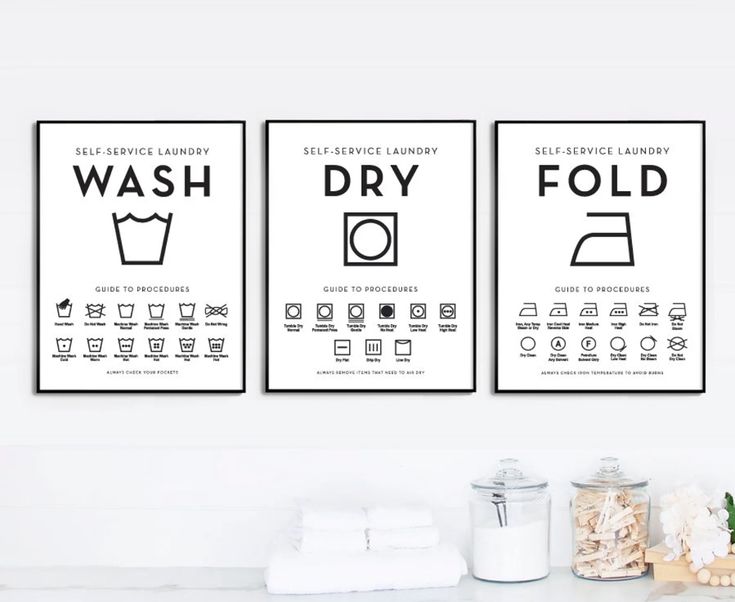 SELF-SERVICE LAUNDRY
WASH
GUIDE TO PROCEDURES
Hand Wash
Do Not Wash
Machine Wash
Normal
Machine Wash
Permanent Press
Machine Wash
Gentle
Do Not Wring
Machine Wash
Cold
Machine Wash
Warm
Machine Wash
Hot
Machine Wash
Hot
Machine Wash
Hot
Machine Wash
Hot
ALWAYS CHECK YOUR POCKETS
SELF-SERVICE LAUNDRY
DRY
GUIDE TO PROCEDURES
Tumble Dry
Normal
Tumble Dry
Permanent Press
Tumble Dry
Gentle
Tumble Dry
No Heat
Tumble Dry
Low Heat
Tumble Dry
High Heat
Dry Flat
Drip Dry
Line Dry
ALWAYS REMOVE ITEMS THAT NEED TO AIR DRY
SELF-SERVICE LAUNDRY
FOLD
GUIDE TO PROCEDURES
Iron, Any Temp
Steam or Dry
Iron Cool Heat
Reverse Side
Iron Medium
Heat
Iron High
Heat
Do Not Iron
Do Not
Steam
A
F
Dry Clean
Dry Clean
Any Solvent
Petroleum
Solvent Only
Dry Clean
Low Heat
Dry Clean
No Steam
Do Not
Dry Clean
ALWAYS CHECK IRON TEMPERATURE TO AVOID BURNS